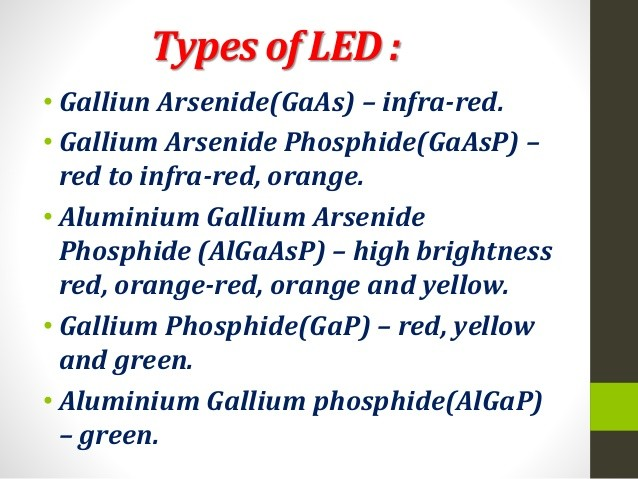 Types of LED :
• Galliun Arsenide(GaAs) – infra-red.
• Gallium Arsenide Phosphide(GaAsP) –
red to infra-red, orange.
• Aluminium Gallium Arsenide
Phosphide (AlGaAsP) – high brightness
red, orange-red, orange and yellow.
• Gallium Phosphide(GaP) – red, yellow
and green.
• Aluminium Gallium phosphide(AlGaP)
– green.